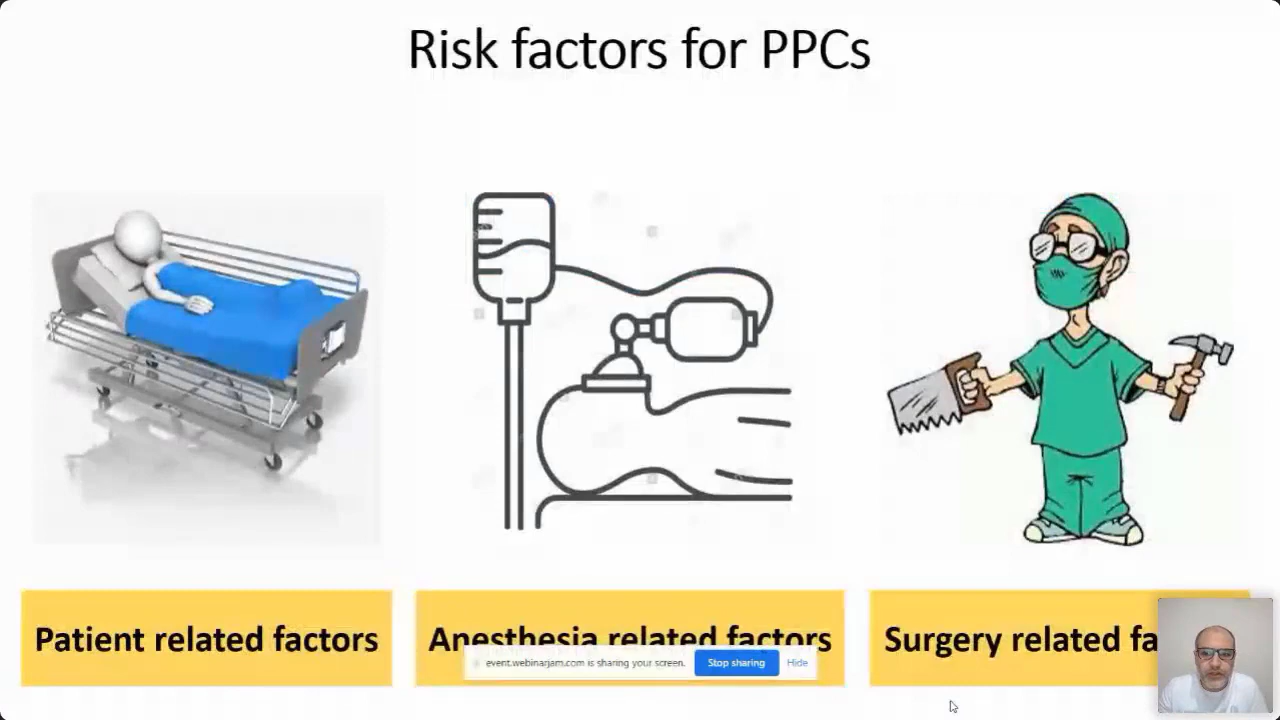 Risk factors for PPCs
Patient related factors
Anesthesia related factors
Surgery related
event.webinarjam.com is sharing your screen.
Stop sharing
Hide